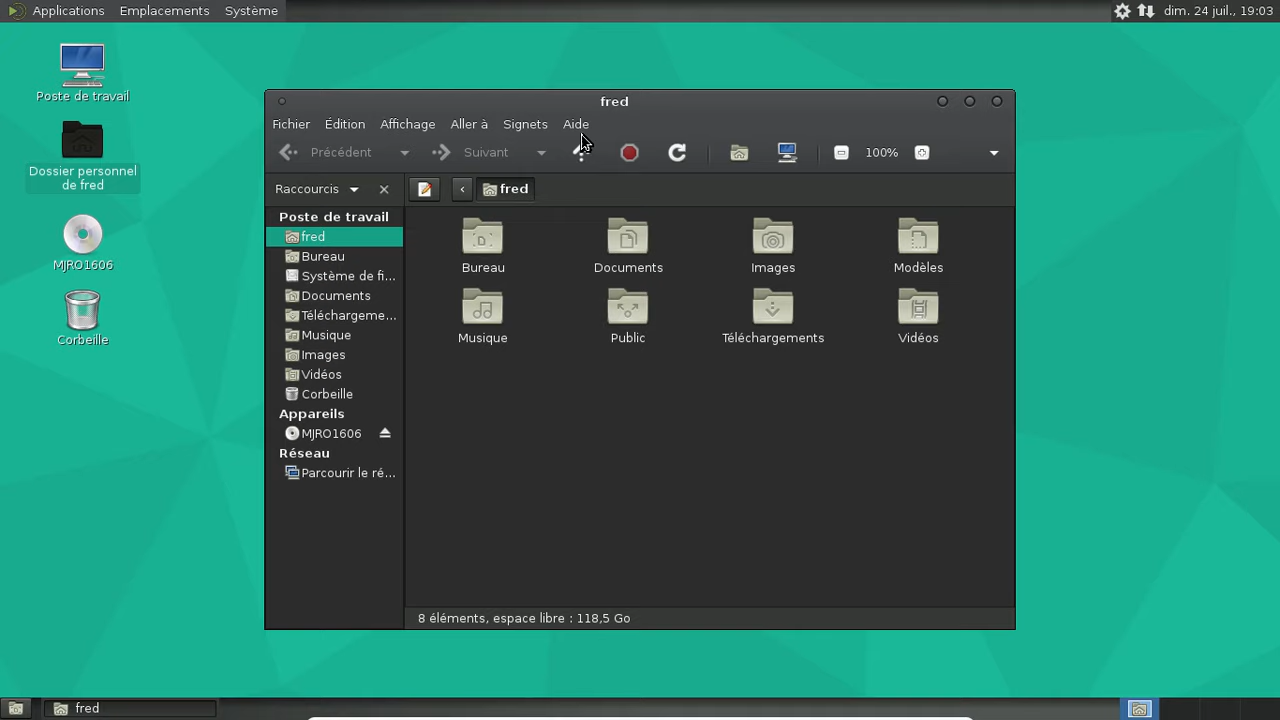 Applications Emplacements Système dim. 24 juil., 19:03
Poste de travail
Dossier personnel
de fred
MJRO1606
Corbeille
fred
Fichier Édition Affichage Aller à Signets Aide
Précédent Suivant 100%
Raccourcis fred
Poste de travail
fred
Bureau
Système de fi...
Documents
Téléchargeme...
Musique
Images
Vidéos
Corbeille
Appareils
MJRO1606
Réseau
Parcourir le ré...
Bureau Documents Images Modèles
Musique Public Téléchargements Vidéos
8 éléments, espace libre : 118,5 Go
fred